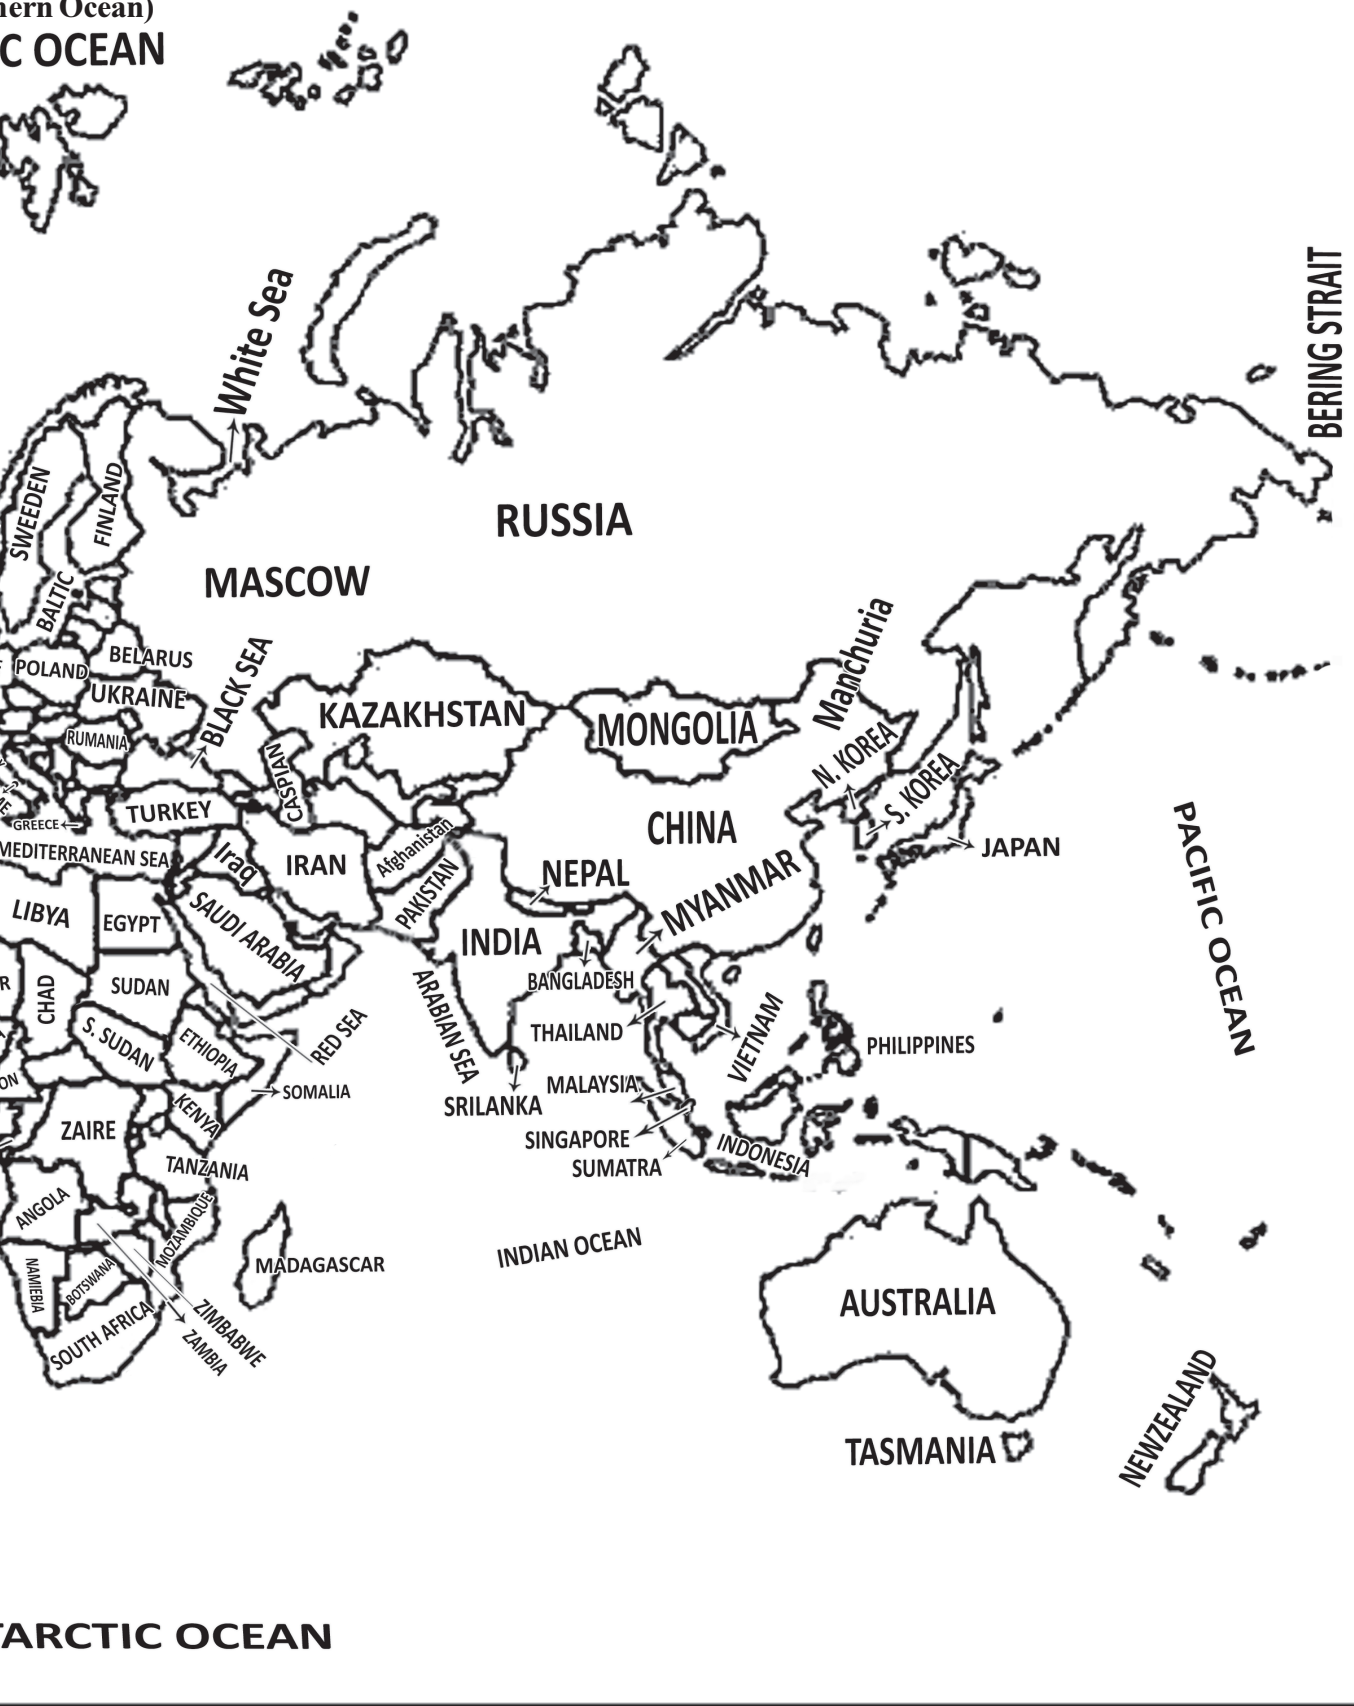 hern Ocean)
C OCEAN
White Sea
BERING STRAIT
SWEEDEN
FINLAND
RUSSIA
MASCOW
BALTIC
Manchuria
BELARUS
BLACK SEA
POLAND
UKRAINE
KAZAKHSTAN
MONGOLIA
RUMANIA
N. KOREA
CASPIAN
S. KOREA
TURKEY
GREECE
CHINA
JAPAN
PACIFIC OCEAN
MEDITERRANEAN SEA
Iraq
IRAN
Afghanistan
NEPAL
MYANMAR
PAKISTAN
LIBYA
EGYPT
SAUDI ARABIA
INDIA
R
CHAD
SUDAN
BANGLADESH
ARABIAN SEA
RED SEA
THAILAND
VIETNAM
PHILIPPINES
S. SUDAN
ETHIOPIA
ON
SOMALIA
MALAYSIA
SRILANKA
KENYA
ZAIRE
SINGAPORE
INDONESIA
TANZANIA
SUMATRA
ANGOLA
MOZAMBIQUE
INDIAN OCEAN
MADAGASCAR
NAMIEBIA
BOTSWANA
AUSTRALIA
SOUTH AFRICA
ZIMBABWE
ZAMBIA
NEWZEALAND
TASMANIA
TARCTIC OCEAN